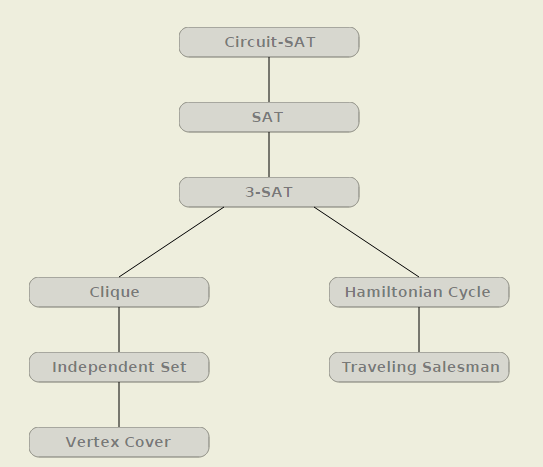 Circuit-SAT
SAT
3-SAT
Clique
Hamiltonian Cycle
Independent Set
Traveling Salesman
Vertex Cover